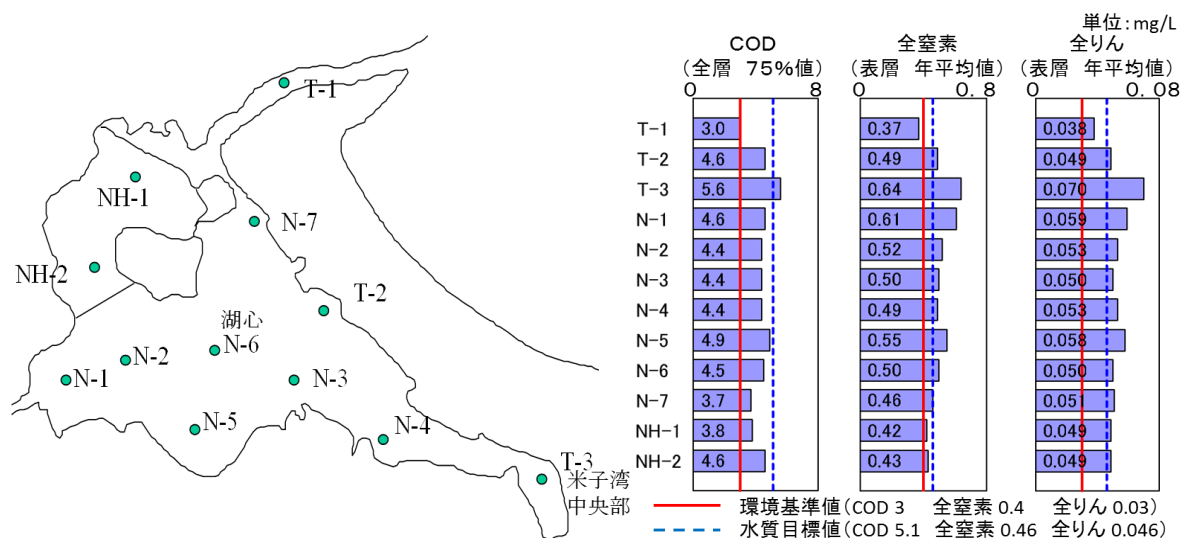 T-1
NH-1
N-7
NH-2
T-2
湖心
N-6
N-2
N-1
N-3
N-5
N-4
T-3
米子湾
中央部
単位:mg/L
COD
(全層 75%値)
0 8
全窒素
(表層 年平均値)
0 0.8
全りん
(表層 年平均値)
0 0.08
T-1 3.0 0.37 0.038
T-2 4.6 0.49 0.049
T-3 5.6 0.64 0.070
N-1 4.6 0.61 0.059
N-2 4.4 0.52 0.053
N-3 4.4 0.50 0.050
N-4 4.4 0.49 0.053
N-5 4.9 0.55 0.058
N-6 4.5 0.50 0.050
N-7 3.7 0.46 0.051
NH-1 3.8 0.42 0.049
NH-2 4.6 0.43 0.049
環境基準値(COD 3 全窒素 0.4 全りん 0.03)
水質目標値(COD 5.1 全窒素 0.46 全りん 0.046)